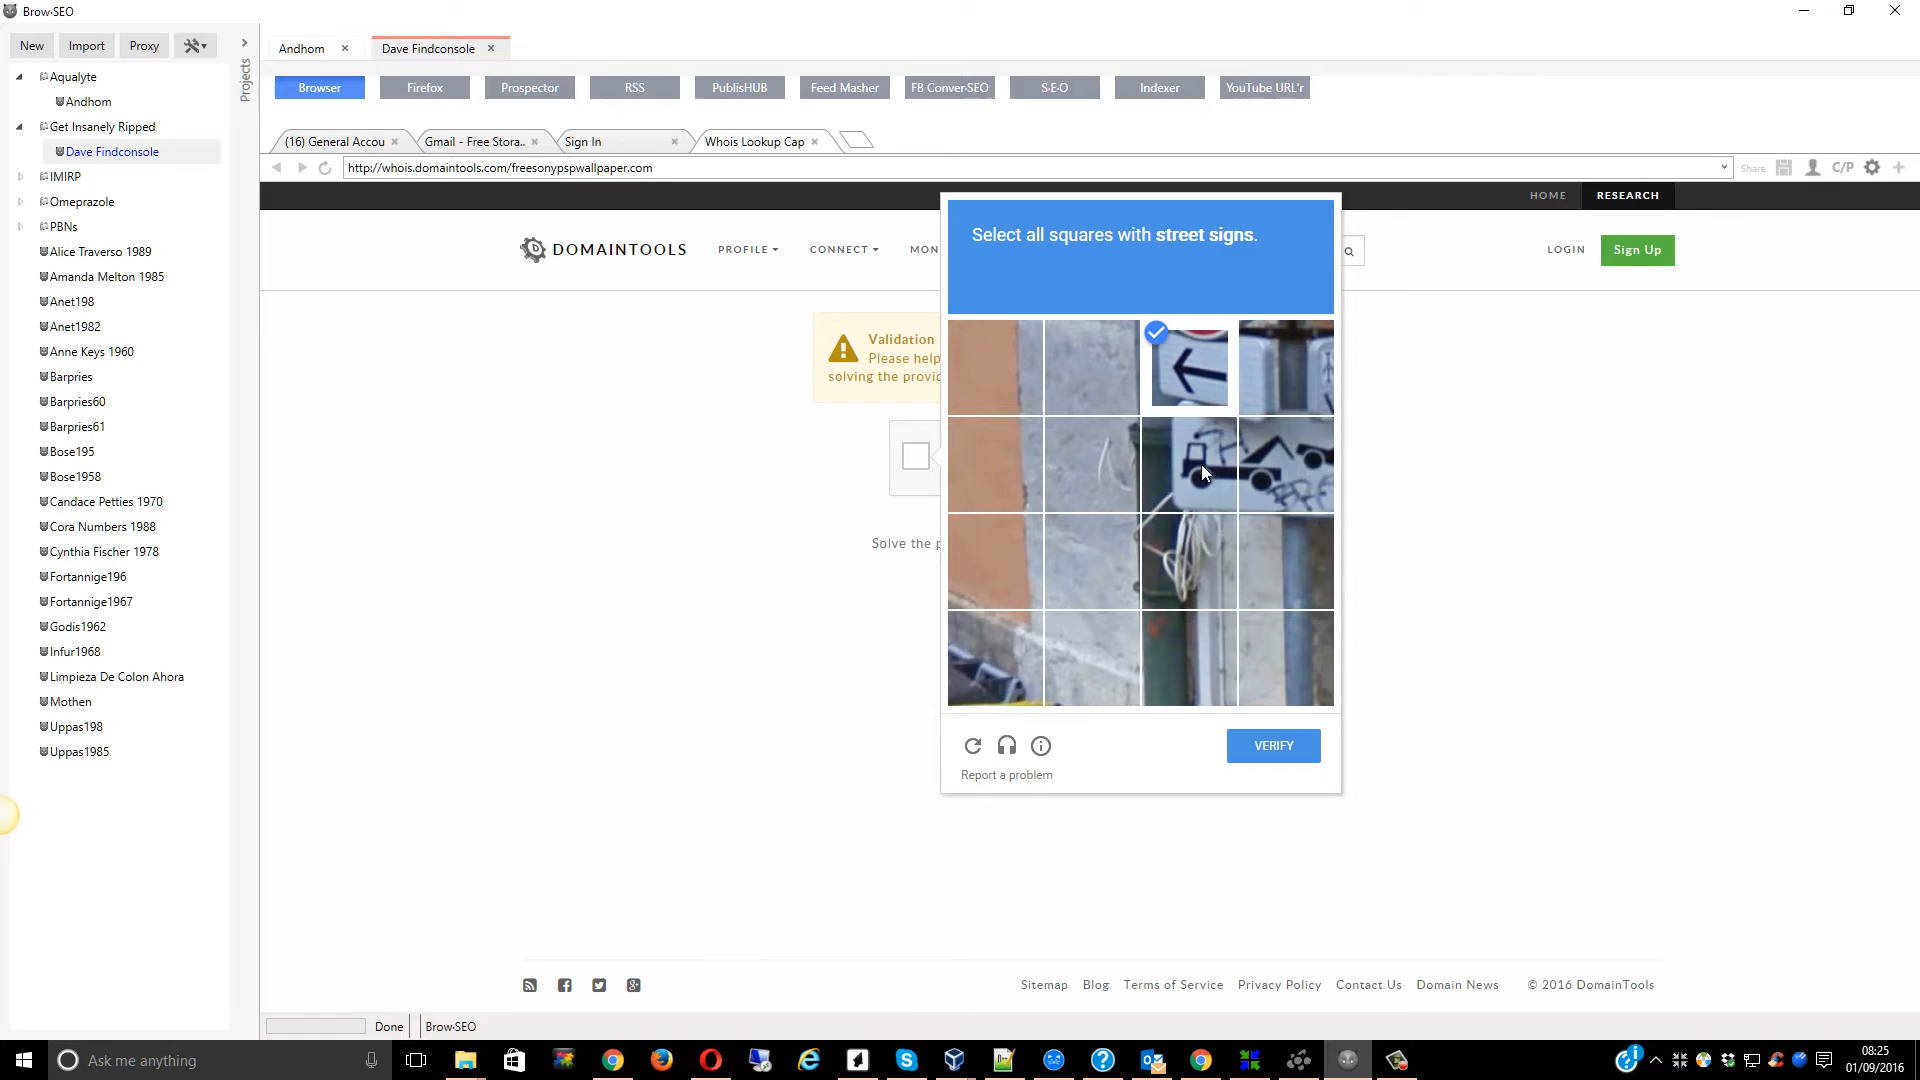 Brow·SEO
New Import Proxy
Projects
Aqualyte
Andhom
Get Insanely Ripped
Dave Findconsole
IMIRP
Omeprazole
PBNs
Alice Traverso 1989
Amanda Melton 1985
Anet198
Anet1982
Anne Keys 1960
Barpries
Barpries60
Barpries61
Bose195
Bose1958
Candace Petties 1970
Cora Numbers 1988
Cynthia Fischer 1978
Fortannige196
Fortannige1967
Godis1962
Infur1968
Limpieza De Colon Ahora
Mothen
Uppas198
Uppas1985
Andhom Dave Findconsole
Browser Firefox Prospector RSS PublisHUB Feed Masher FB Conver·SEO S·E·O Indexer YouTube URL'r
(16) General Accou Gmail - Free Stora.. Sign In Whois Lookup Cap
http://whois.domaintools.com/freesonypspwallpaper.com
Share C/P
HOME RESEARCH
DOMAINTOOLS PROFILE CONNECT MON LOGIN Sign Up
Select all squares with street signs.
Validation
Please help
solving the provi
Solve the
VERIFY
Report a problem
Sitemap Blog Terms of Service Privacy Policy Contact Us Domain News © 2016 DomainTools
Done Brow·SEO
Ask me anything
08:25
01/09/2016